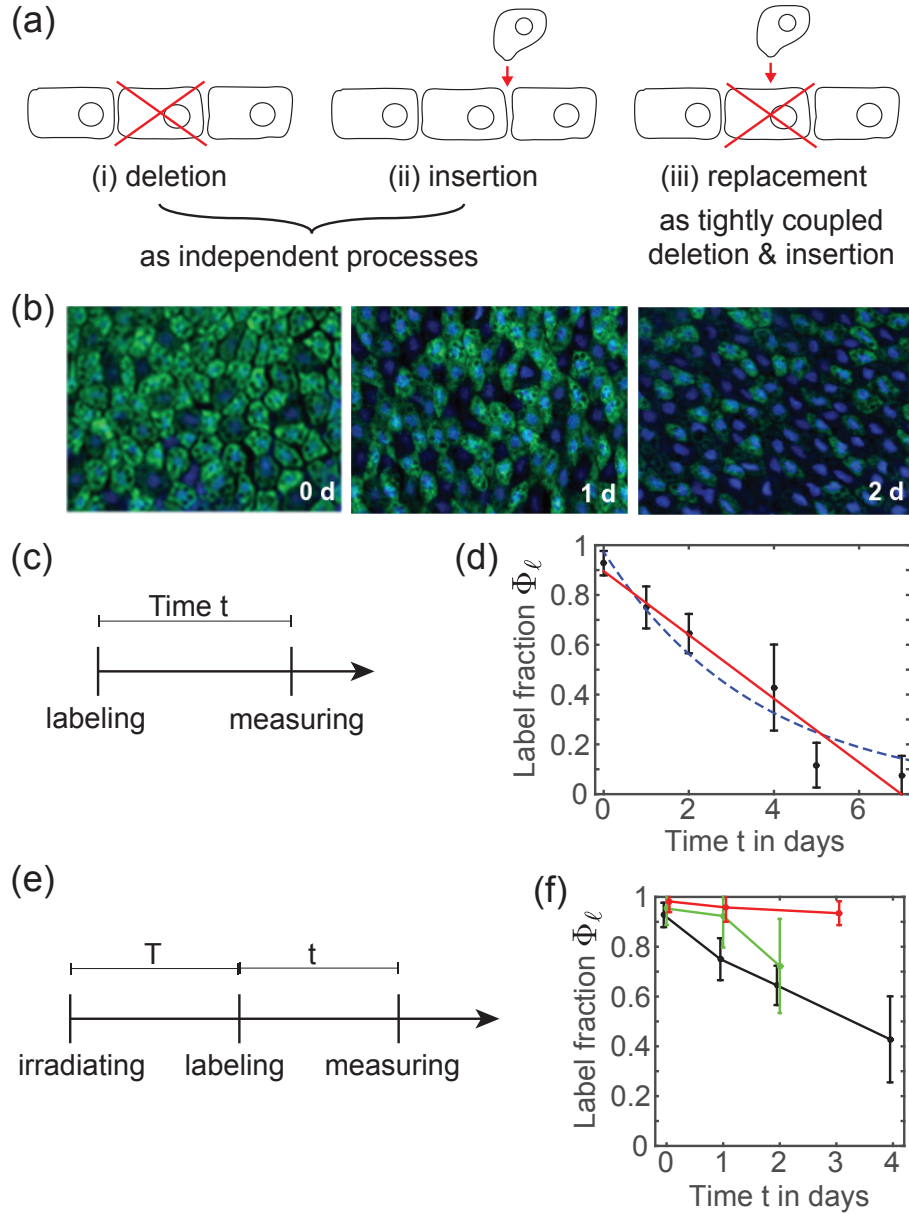 (a)
(i) deletion
(ii) insertion
(iii) replacement
as independent processes
as tightly coupled
deletion & insertion
(b)
0 d
1 d
2 d
(c)
Time t
labeling
measuring
(d)
Label fraction Φℓ
1
0.8
0.6
0.4
0.2
0
0
2
4
6
Time t in days
(e)
T
t
irradiating
labeling
measuring
(f)
Label fraction Φℓ
1
0.8
0.6
0.4
0.2
0
0
1
2
3
4
Time t in days